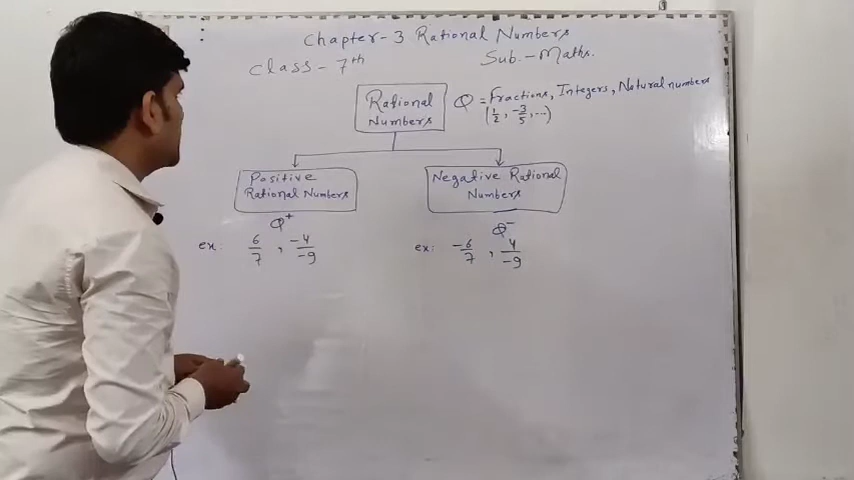 Chapter-3 Rational Numbers
Class-7th
Sub.-Maths.
Rational Numbers
Q = Fractions, Integers, Natural numbers
(1/2, -3/5, ...)
Positive Rational Numbers
Negative Rational Numbers
Q+
Q-
ex: 6/7, -4/-9
ex: -6/7, 4/-9